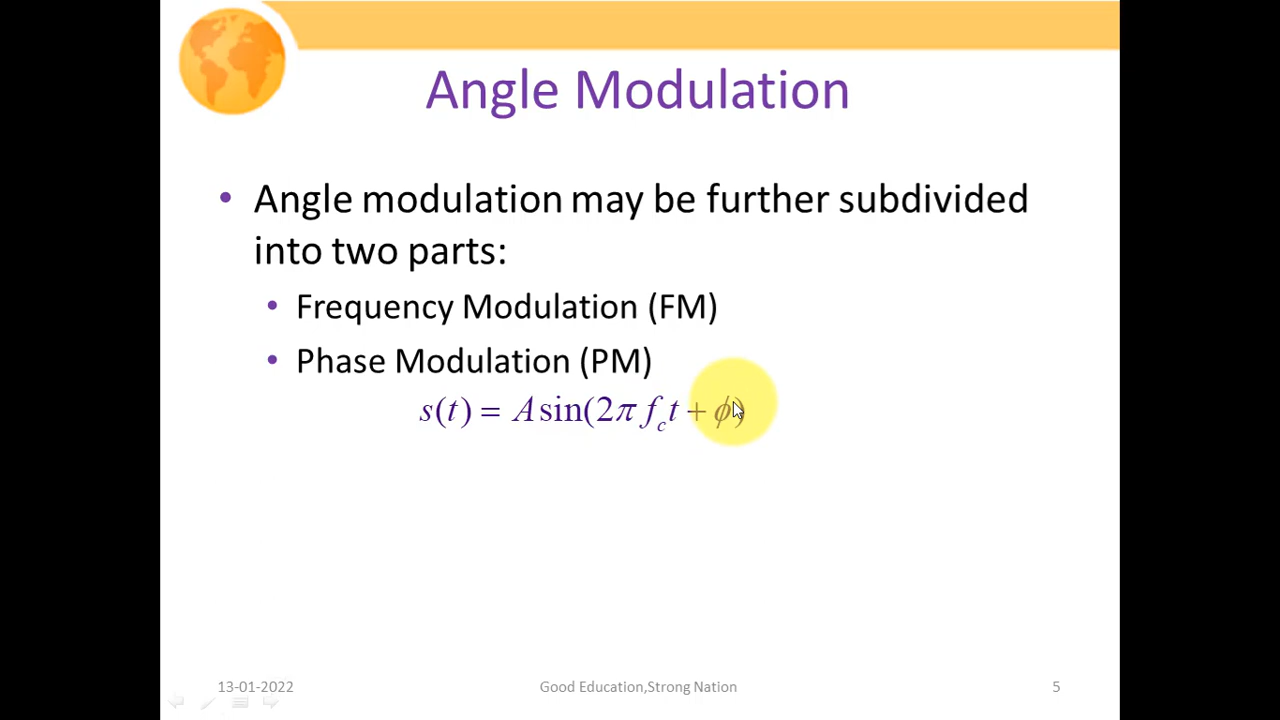 Angle Modulation
• Angle modulation may be further subdivided
into two parts:
• Frequency Modulation (FM)
• Phase Modulation (PM)
s(t) = A sin(2π f_c t + ϕ)
13-01-2022
Good Education,Strong Nation
5